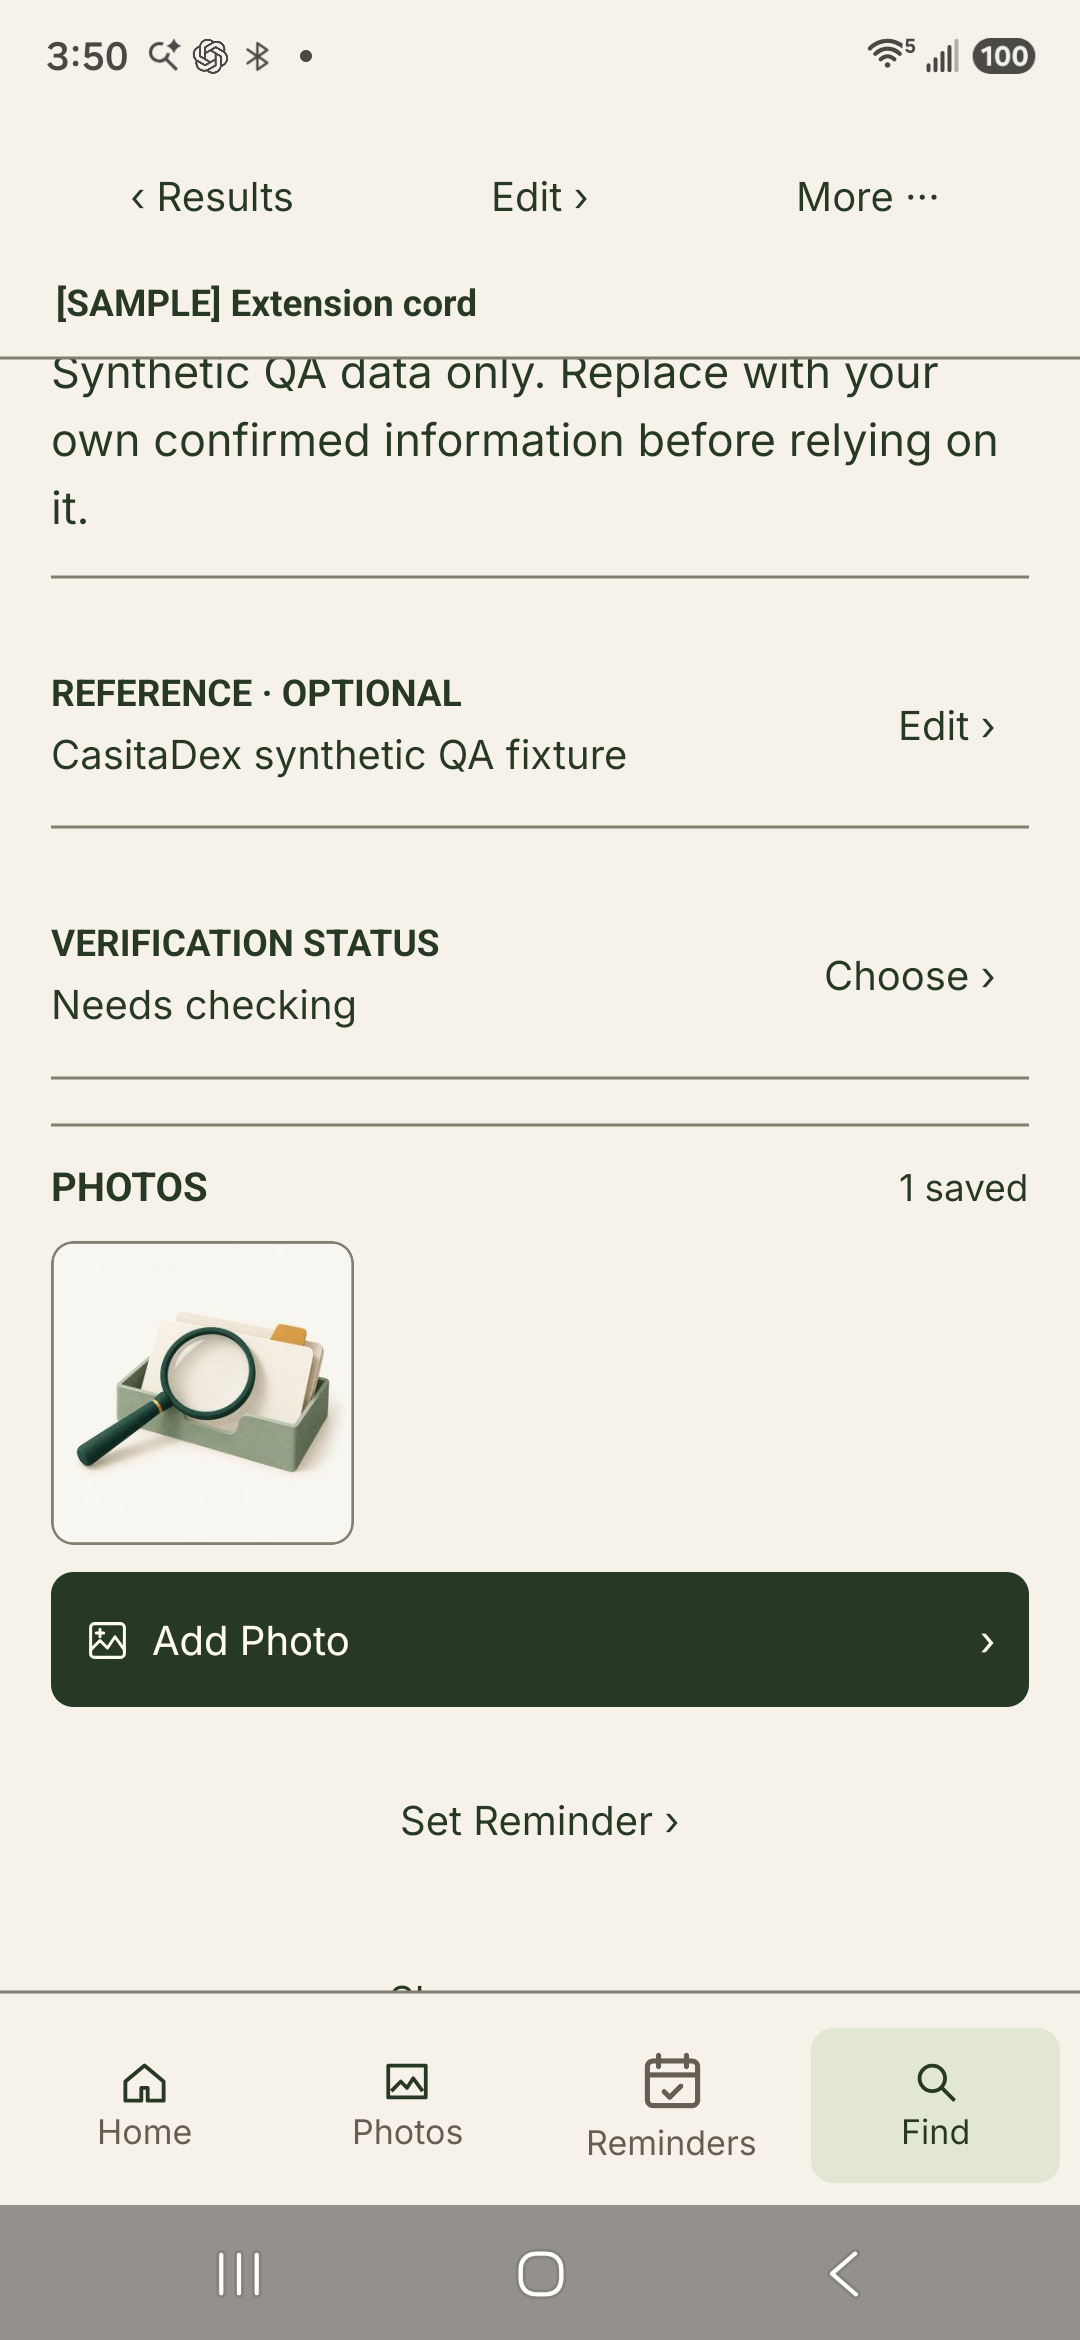 3:50
5
100
‹ Results
Edit ›
More ···
[SAMPLE] Extension cord
Synthetic QA data only. Replace with your
own confirmed information before relying on
it.
REFERENCE · OPTIONAL
CasitaDex synthetic QA fixture
Edit ›
VERIFICATION STATUS
Needs checking
Choose ›
PHOTOS
1 saved
Add Photo ›
Set Reminder ›
Home
Photos
Reminders
Find